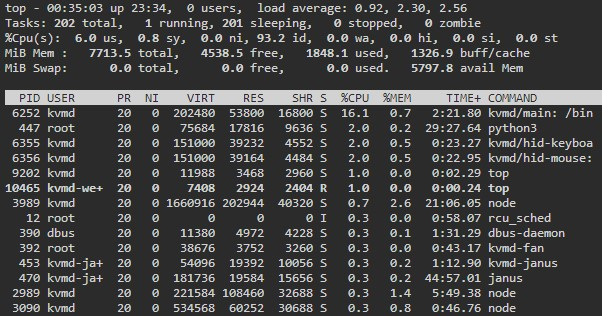 top - 00:35:03 up 23:34,  0 users,  load average: 0.92, 2.30, 2.56
Tasks: 202 total,   1 running, 201 sleeping,   0 stopped,   0 zombie
%Cpu(s):  6.0 us,  0.8 sy,  0.0 ni, 93.2 id,  0.0 wa,  0.0 hi,  0.0 si,  0.0 st
MiB Mem :   7713.5 total,   4538.5 free,   1848.1 used,   1326.9 buff/cache
MiB Swap:      0.0 total,      0.0 free,      0.0 used.   5797.8 avail Mem
PID USER      PR  NI    VIRT    RES    SHR S  %CPU  %MEM     TIME+ COMMAND
6252 kvmd      20   0  202480  53800  16800 S  16.1   0.7   2:21.80 kvmd/main: /bin
447 root      20   0   75684  17816   9636 S   2.0   0.2  29:27.64 python3
6355 kvmd      20   0  151000  39232   4552 S   2.0   0.5   0:23.27 kvmd/hid-keyboa
6356 kvmd      20   0  151000  39164   4484 S   2.0   0.5   0:22.95 kvmd/hid-mouse:
9202 kvmd      20   0   11988   3468   2960 S   1.0   0.0   0:02.29 top
10465 kvmd-we+  20   0    7408   2924   2404 R   1.0   0.0   0:00.24 top
3989 kvmd      20   0 1660916 202944  40320 S   0.7   2.6  21:06.05 node
12 root      20   0       0      0      0 I   0.3   0.0   0:58.07 rcu_sched
390 dbus      20   0   11380   4972   4228 S   0.3   0.1   1:31.29 dbus-daemon
392 root      20   0   38676   3752   3260 S   0.3   0.0   0:43.17 kvmd-fan
453 kvmd-ja+  20   0   54096  19392  10056 S   0.3   0.2   1:12.90 kvmd-janus
470 kvmd-ja+  20   0  181736  19584  15656 S   0.3   0.2  44:57.01 janus
2989 kvmd      20   0  221584 108460  32688 S   0.3   1.4   5:49.38 node
3090 kvmd      20   0  534568  60252  30688 S   0.3   0.8   0:46.76 node